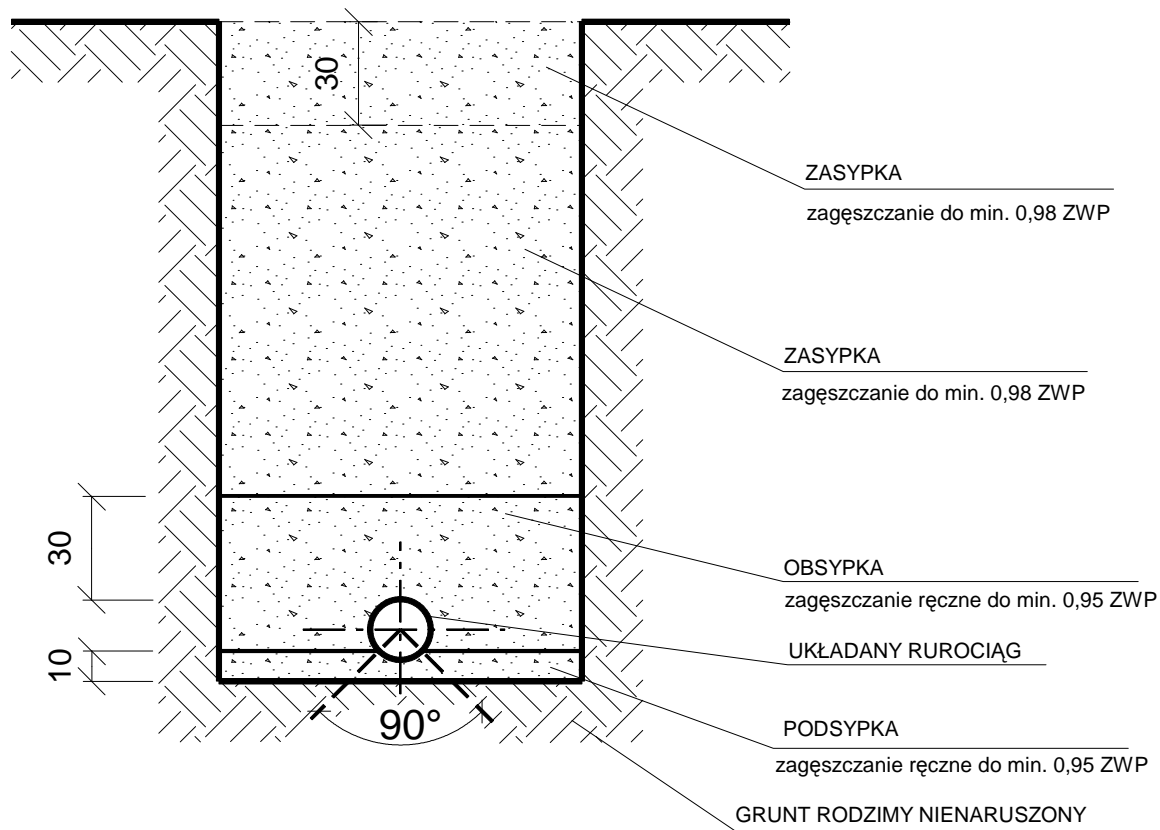 30
ZASYPKA
zagęszczanie do min. 0,98 ZWP
ZASYPKA
zagęszczanie do min. 0,98 ZWP
30
OBSYPKA
zagęszczanie ręczne do min. 0,95 ZWP
UKŁADANY RUROCIĄG
10
90°
PODSYPKA
zagęszczanie ręczne do min. 0,95 ZWP
GRUNT RODZIMY NIENARUSZONY